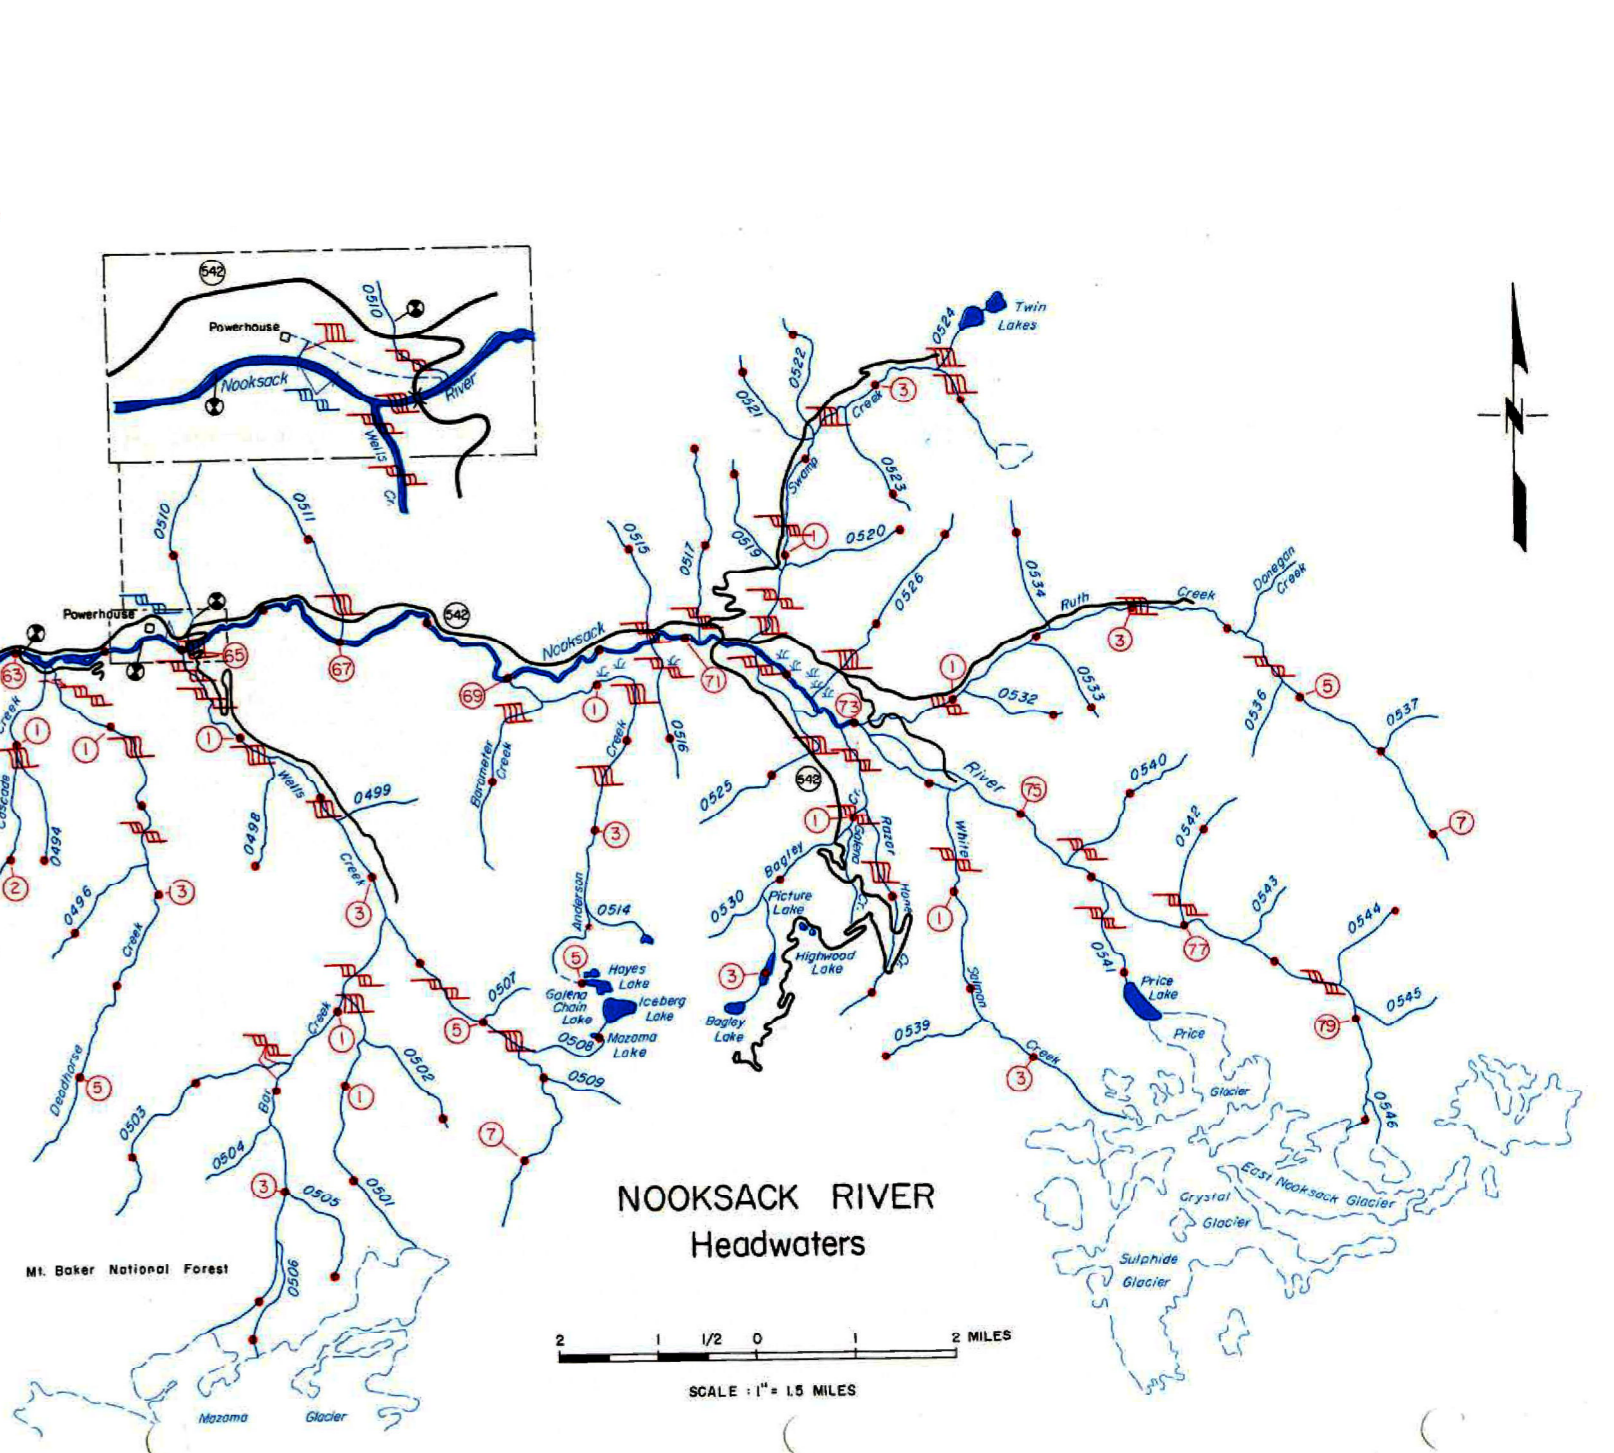 542
0510
Powerhouse
Nooksack
River
Wells
Cr.
0524
Twin
Lakes
0522
0521
3
Creek
Swamp
0523
0510
0511
0515
0517
0519
1
0520
0526
0534
Ruth
Creek
Donegan
Creek
3
Powerhouse
542
Nooksack
63
65
67
69
71
73
1
0532
0533
0536
5
0537
Creek
1
1
1
Wells
Barometer
Creek
1
Creek
0516
0525
542
River
75
0540
0542
7
Cascade
0494
2
0496
3
Creek
0498
0499
Creek
3
3
Anderson
0514
1
Cr.
Galena
Cr.
Razor
Hone
Cr.
Bagley
0530
Picture
Lake
Highwood
Lake
3
Bagley
Lake
White
1
Salmon
0539
Creek
3
0541
77
0543
0544
Price
Lake
Price
Glacier
79
0545
0546
5
Hayes
Lake
Galena
Chain
Lake
Iceberg
Lake
Mazama
Lake
0507
5
0508
0509
7
Creek
1
0502
1
Bar
0503
0504
3
0505
0501
0506
Deadhorse
5
East Nooksack Glacier
Crystal
Glacier
Sulphide
Glacier
NOOKSACK RIVER
Headwaters
Mt. Baker National Forest
Mazama Glacier
2 1 1/2 0 1 2 MILES
SCALE : 1" = 1.5 MILES
N